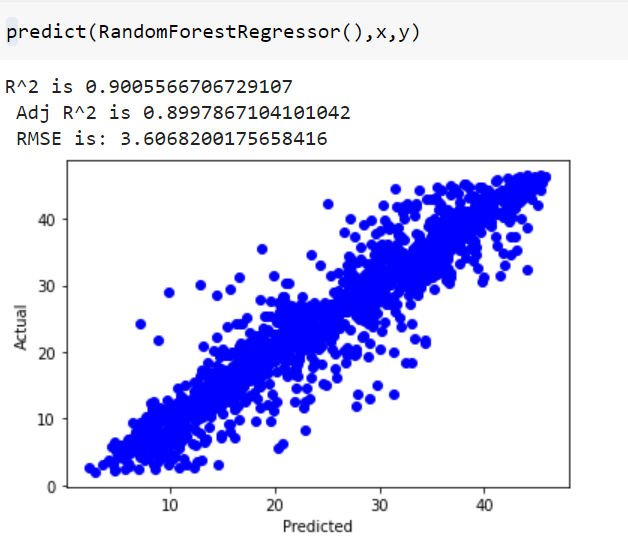 predict(RandomForestRegressor(),x,y)
R^2 is 0.9005566706729107
Adj R^2 is 0.8997867104101042
RMSE is: 3.6068200175658416
40
30
20
10
0
Actual
10 20 30 40
Predicted